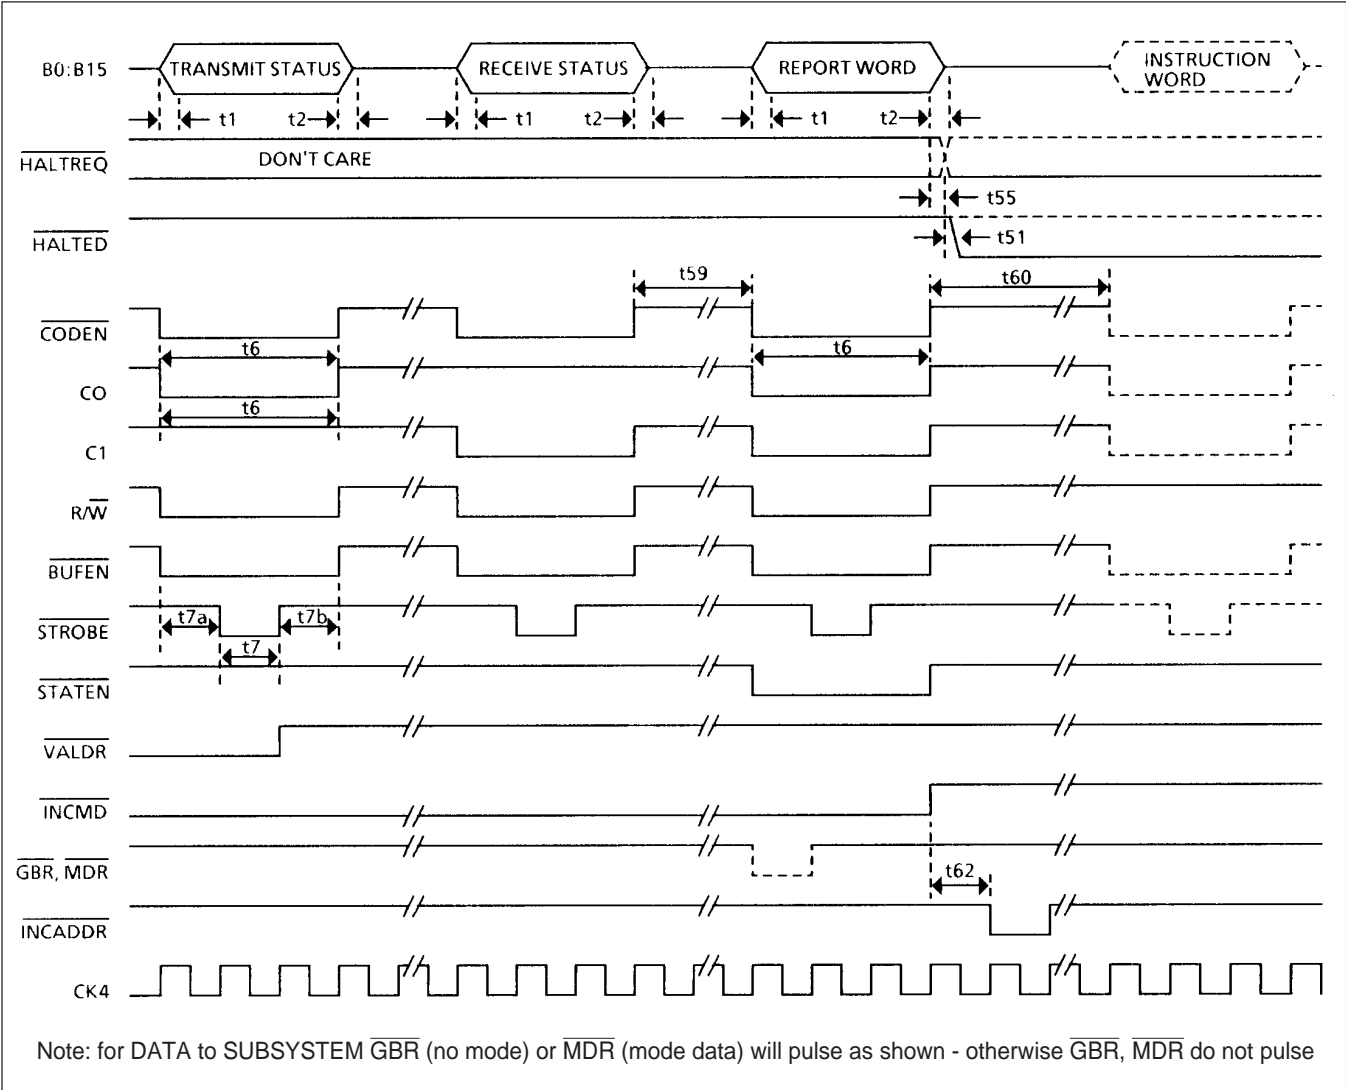 B0:B15 TRANSMIT STATUS RECEIVE STATUS REPORT WORD INSTRUCTION WORD
t1 t2 t1 t2 t1 t2
HALTREQ DON'T CARE
t55
HALTED t51
t59 t60
CODEN
t6 t6
CO
t6
C1
R/W
BUFEN
STROBE t7a t7b
t7
STATEN
VALDR
INCMD
GBR, MDR
t62
INCADDR
CK4
Note: for DATA to SUBSYSTEM GBR (no mode) or MDR (mode data) will pulse as shown - otherwise GBR, MDR do not pulse